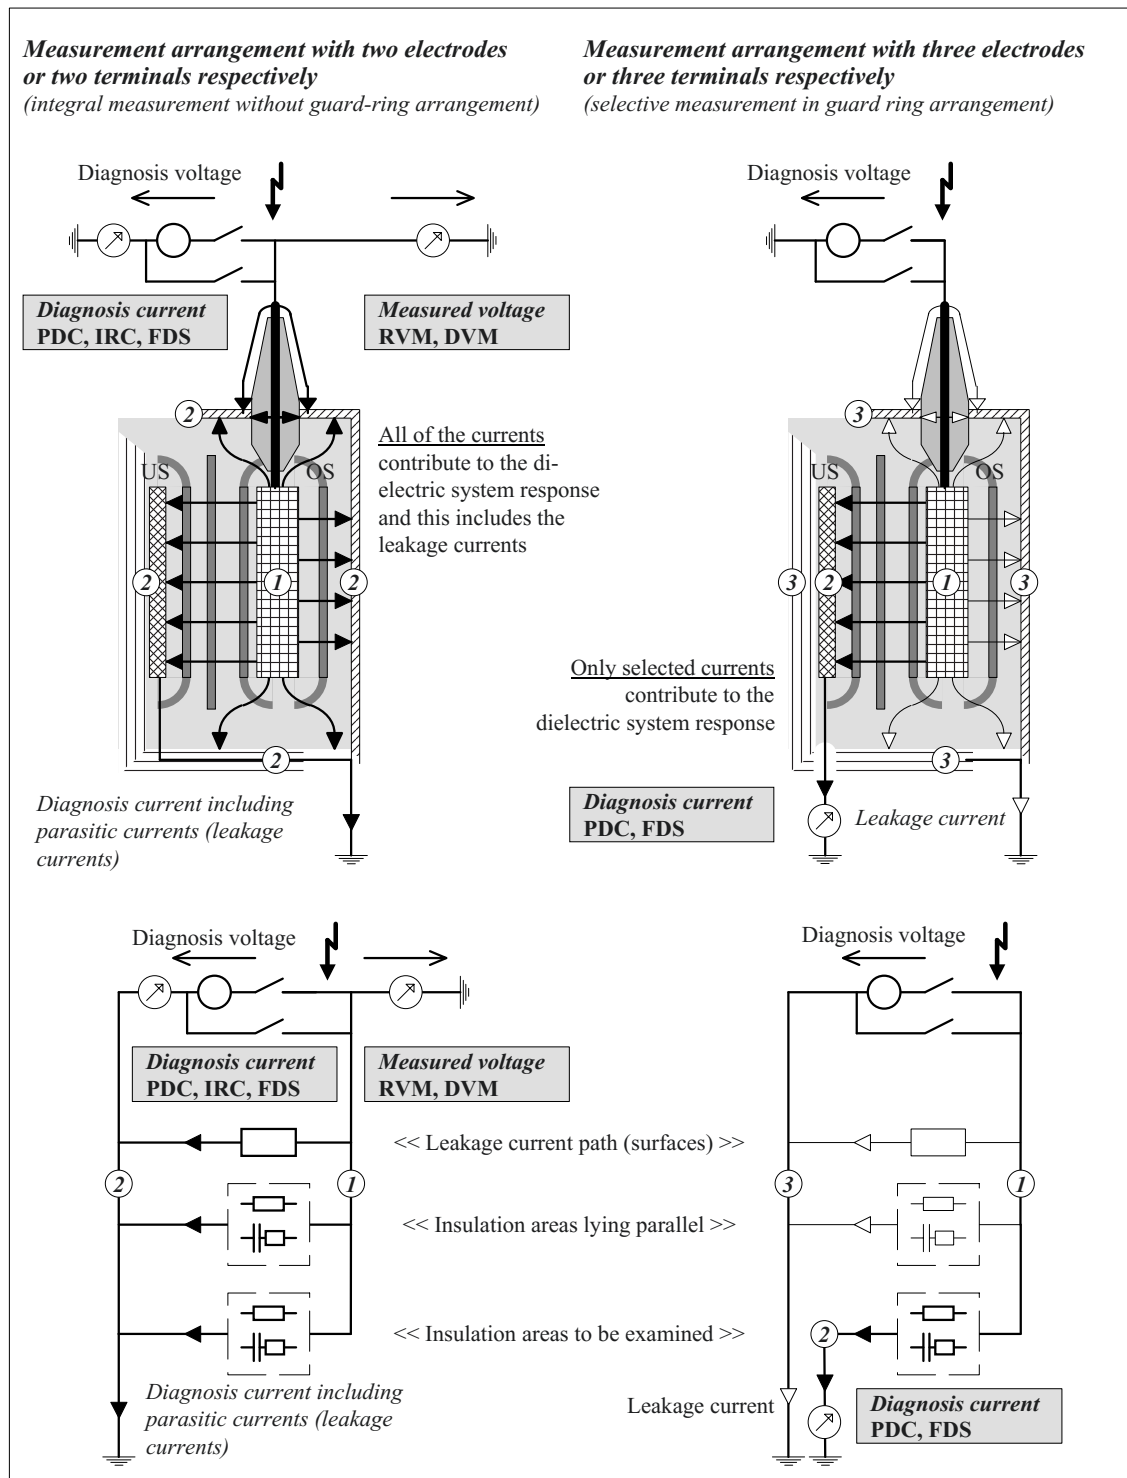 Measurement arrangement with two electrodes
or two terminals respectively
(integral measurement without guard-ring arrangement)
Diagnosis voltage
Diagnosis current
PDC, IRC, FDS
Measured voltage
RVM, DVM
2
All of the currents
contribute to the di-
electric system response
and this includes the
leakage currents
US
OS
2
1
2
2
Diagnosis current including
parasitic currents (leakage
currents)
Measurement arrangement with three electrodes
or three terminals respectively
(selective measurement in guard ring arrangement)
Diagnosis voltage
3
US
OS
3
2
1
3
Only selected currents
contribute to the
dielectric system response
3
Diagnosis current
PDC, FDS
Leakage current
Diagnosis voltage
Diagnosis current
PDC, IRC, FDS
Measured voltage
RVM, DVM
<< Leakage current path (surfaces) >>
2
1
<< Insulation areas lying parallel >>
<< Insulation areas to be examined >>
Diagnosis current including
parasitic currents (leakage
currents)
Diagnosis voltage
3
1
2
Leakage current
Diagnosis current
PDC, FDS